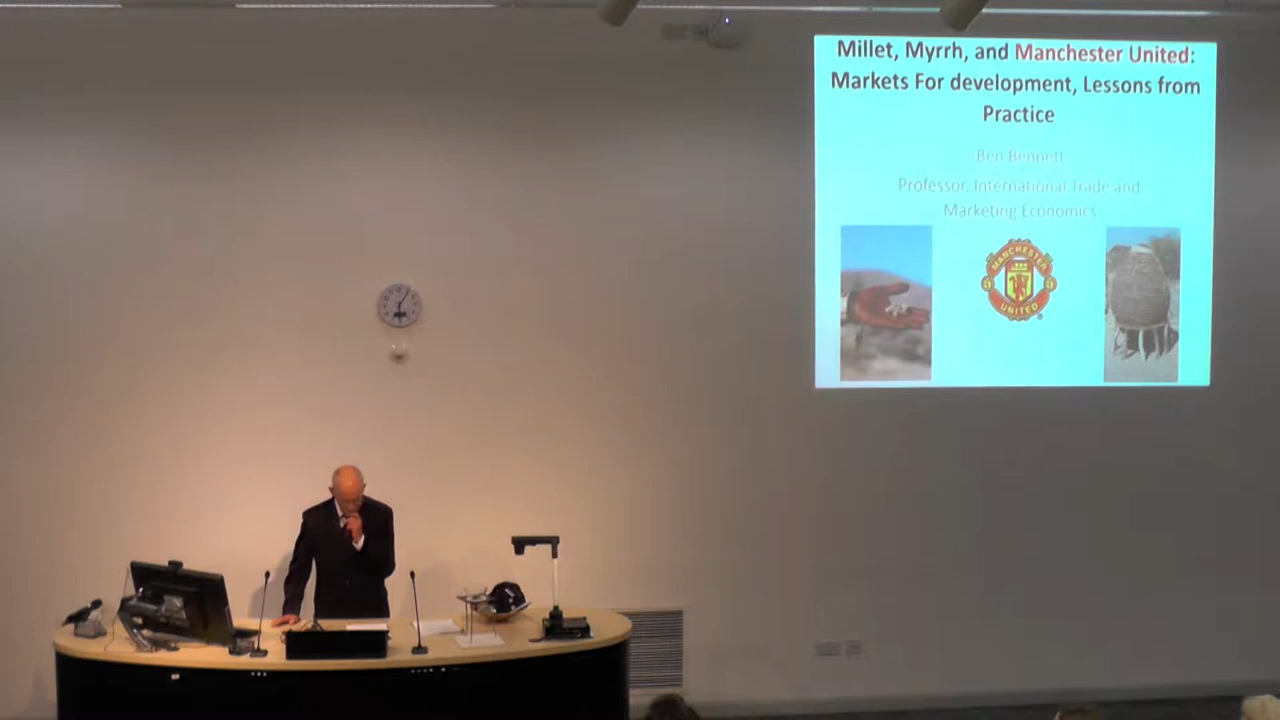 Millet, Myrrh, and Manchester United:
Markets For development, Lessons from
Practice
Ben Bennett
Professor, International Trade and
Marketing Economics
MANCHESTER
UNITED